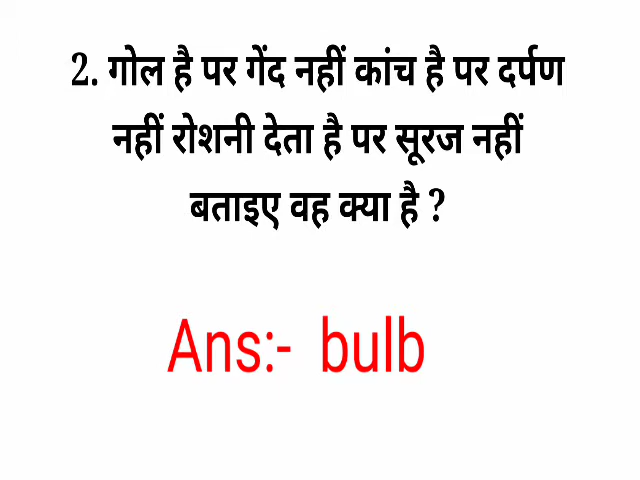 2. गोल है पर गेंद नहीं कांच है पर दर्पण
नहीं रोशनी देता है पर सूरज नहीं
बताइए वह क्या है ?
Ans:- bulb